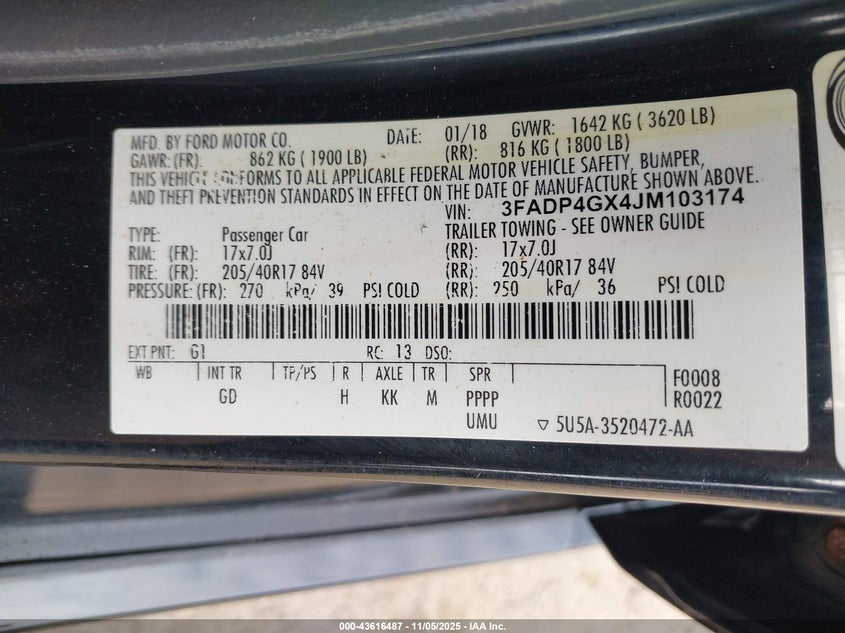 MFD. BY FORD MOTOR CO. DATE: 01/18 GVWR: 1642 KG ( 3620 LB)
GAWR: (FR): 862 KG ( 1900 LB) (RR): 816 KG ( 1800 LB)
THIS VEHICLE CONFORMS TO ALL APPLICABLE FEDERAL MOTOR VEHICLE SAFETY, BUMPER,
AND THEFT PREVENTION STANDARDS IN EFFECT ON THE DATE OF MANUFACTURE SHOWN ABOVE.
VIN: 3FADP4GX4JM103174
TYPE: Passenger Car TRAILER TOWING - SEE OWNER GUIDE
RIM: (FR): 17x7.0J (RR): 17x7.0J
TIRE: (FR): 205/40R17 84V (RR): 205/40R17 84V
PRESSURE: (FR): 270 kPa/ 39 PSI COLD (RR): 250 kPa/ 36 PSI COLD
EXT PNT: G1 RC: 13 DSO:
WB INT TR TP/PS R AXLE TR SPR F0008
GD H KK M PPPP R0022
UMU ▽ 5U5A-3520472-AA
000-43616487 - 11/05/2025 - IAA Inc.